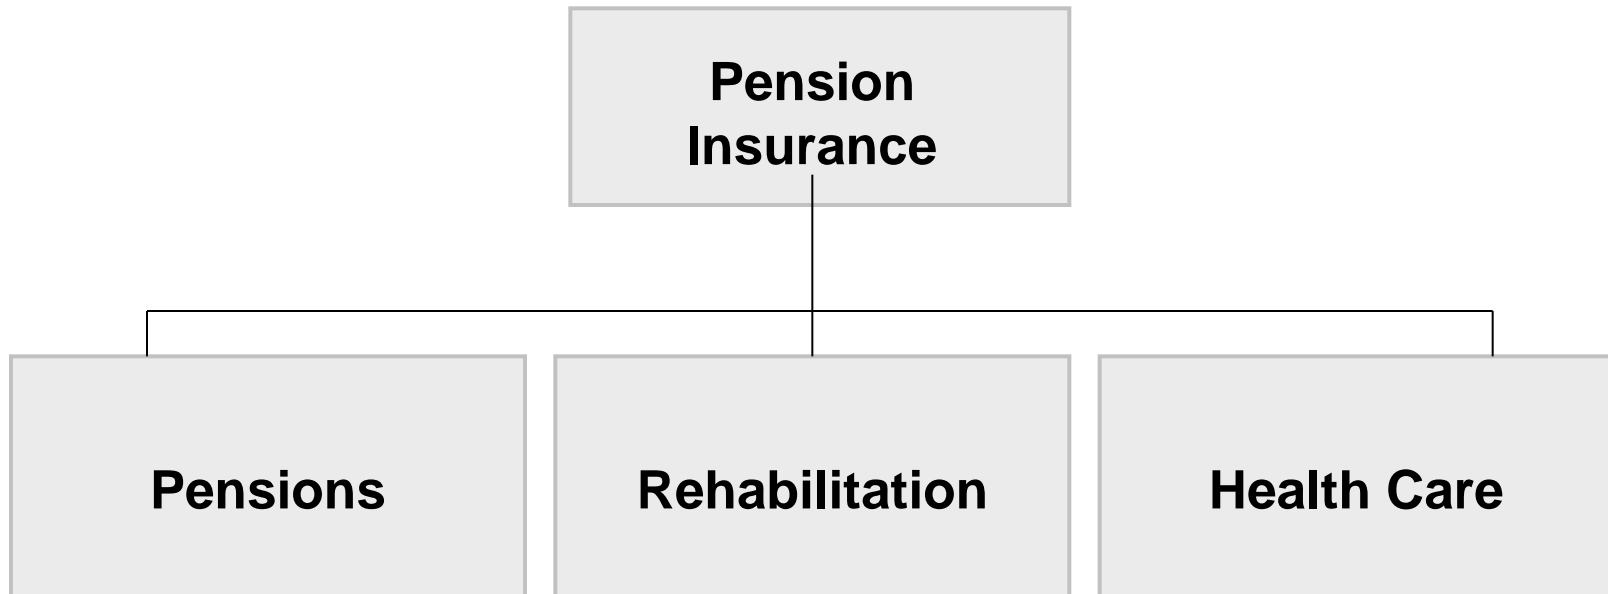 Pension
Insurance
Pensions
Rehabilitation
Health Care